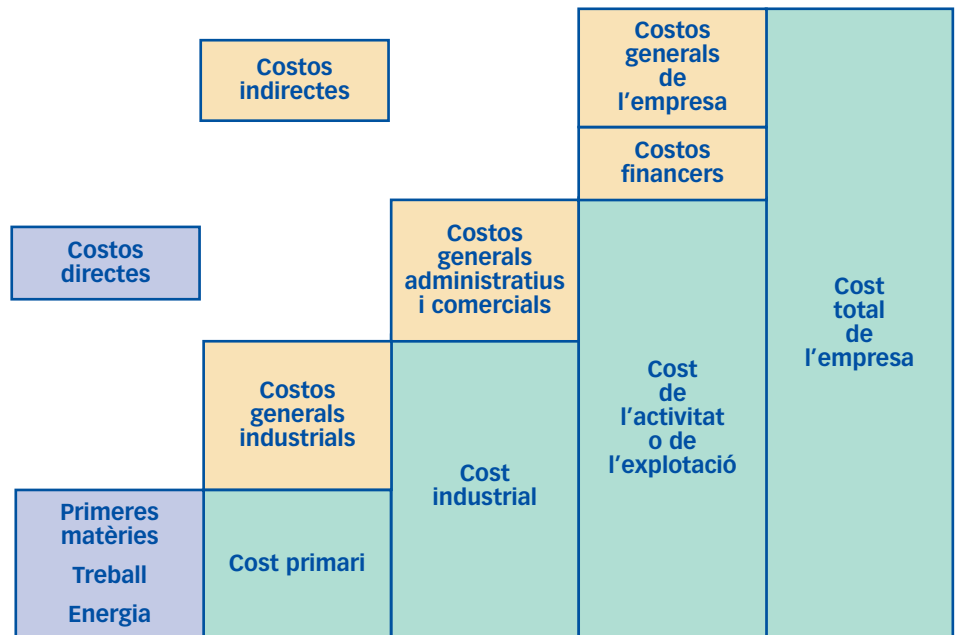 Costos
indirectes
Costos
generals
de
l’empresa
Costos
financers
Costos
directes
Costos
generals
administratius
i comercials
Cost
total
de
l’empresa
Costos
generals
industrials
Cost
de
l’activitat
o de
l’explotació
Cost
industrial
Primeres
matèries
Treball
Energia
Cost primari